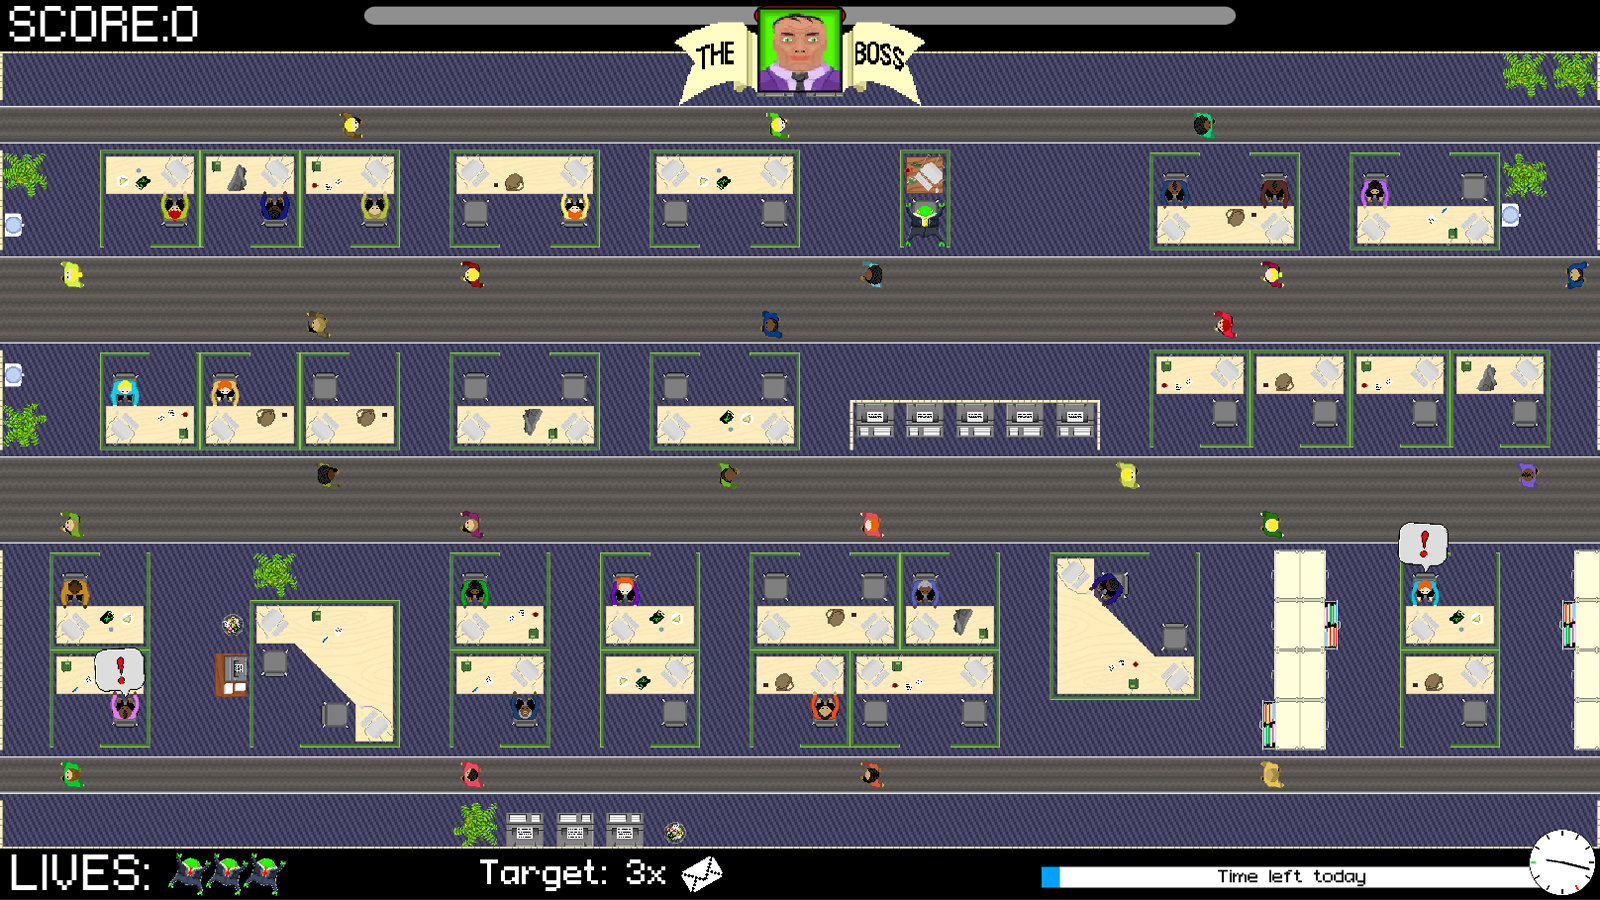 SCORE:0
THE BOSS
!
!
LIVES:
Target: 3x
Time left today